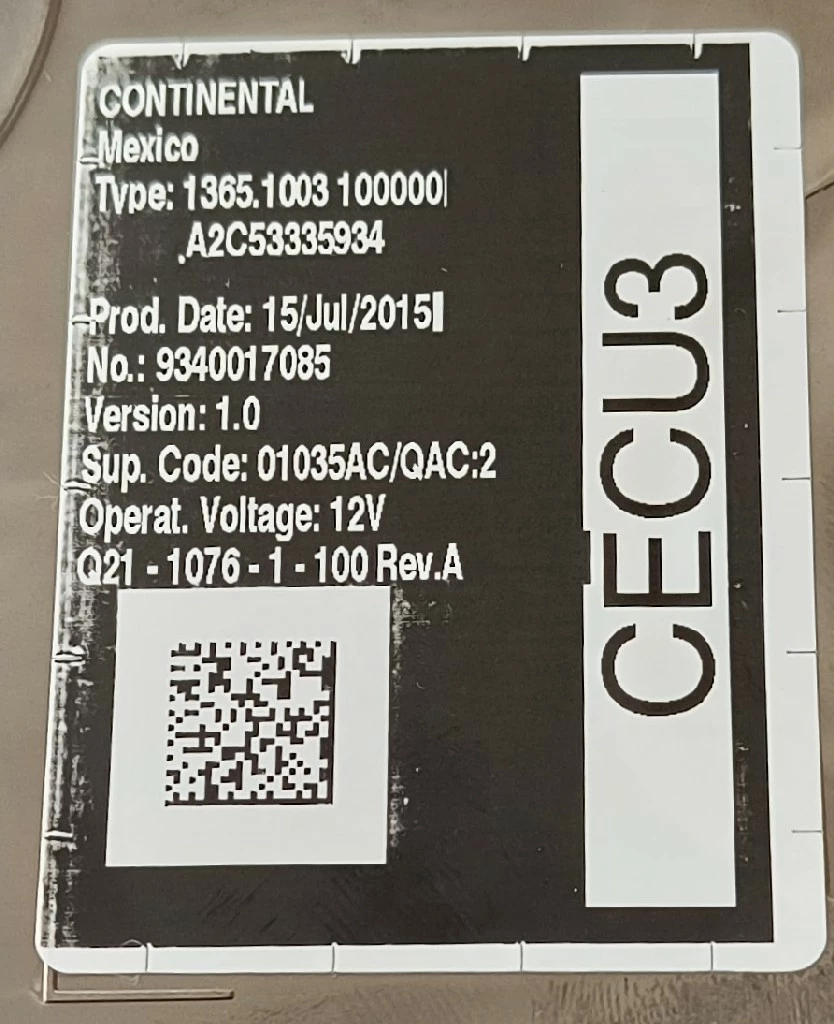 CONTINENTAL
Mexico
Type: 1365.1003 100000
A2C53335934
Prod. Date: 15/Jul/2015
No.: 9340017085
Version: 1.0
Sup. Code: 01035AC/QAC:2
Operat. Voltage: 12V
Q21 - 1076 - 1 - 100 Rev.A
CECU3